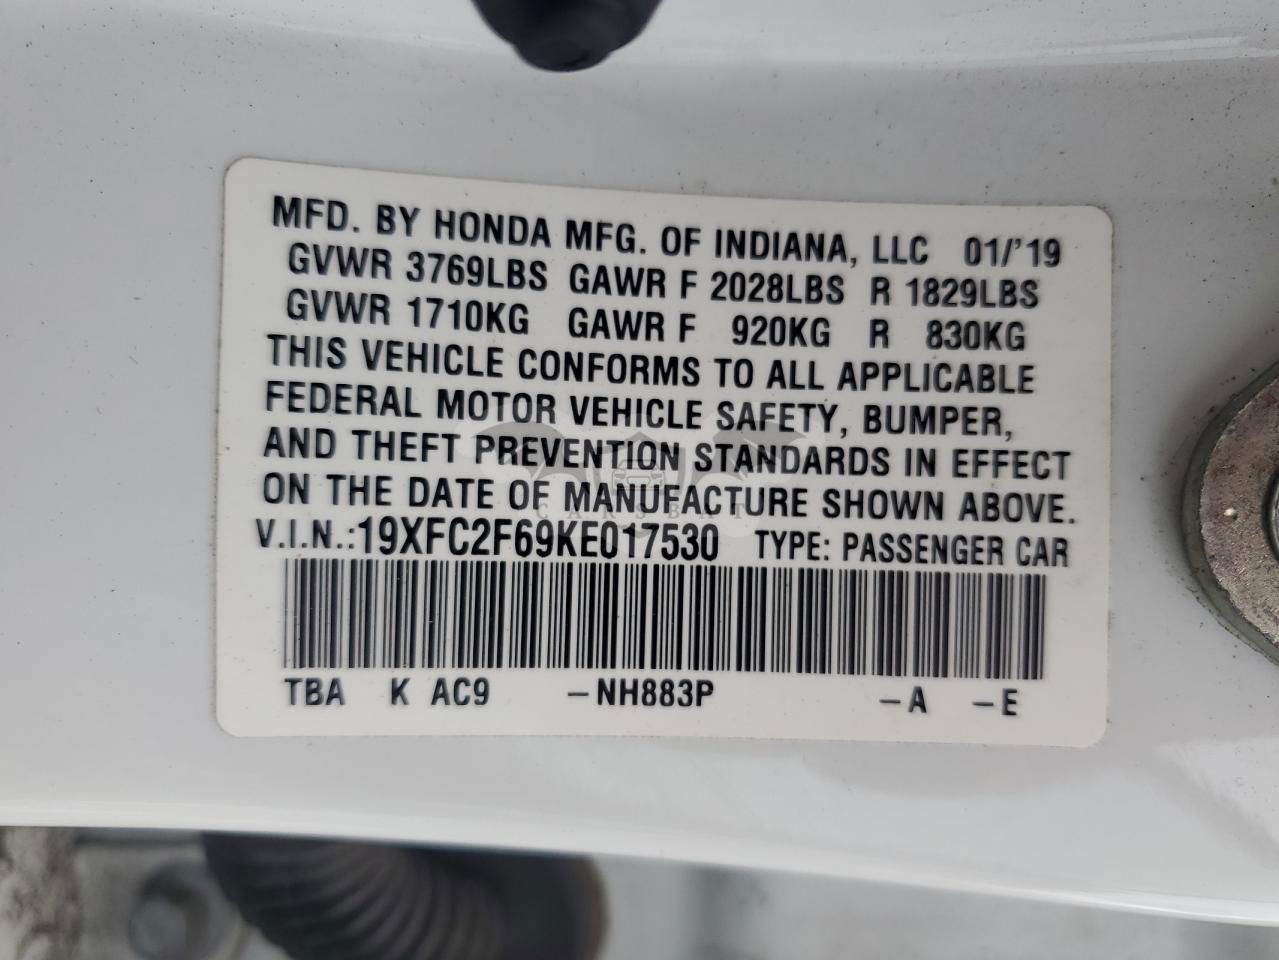 MFD. BY HONDA MFG. OF INDIANA, LLC 01/'19
GVWR 3769LBS GAWR F 2028LBS R 1829LBS
GVWR 1710KG GAWR F 920KG R 830KG
THIS VEHICLE CONFORMS TO ALL APPLICABLE
FEDERAL MOTOR VEHICLE SAFETY, BUMPER,
AND THEFT PREVENTION STANDARDS IN EFFECT
ON THE DATE OF MANUFACTURE SHOWN ABOVE.
CARSBAT
V.I.N.:19XFC2F69KE017530 TYPE: PASSENGER CAR
TBA K AC9 -NH883P -A -E